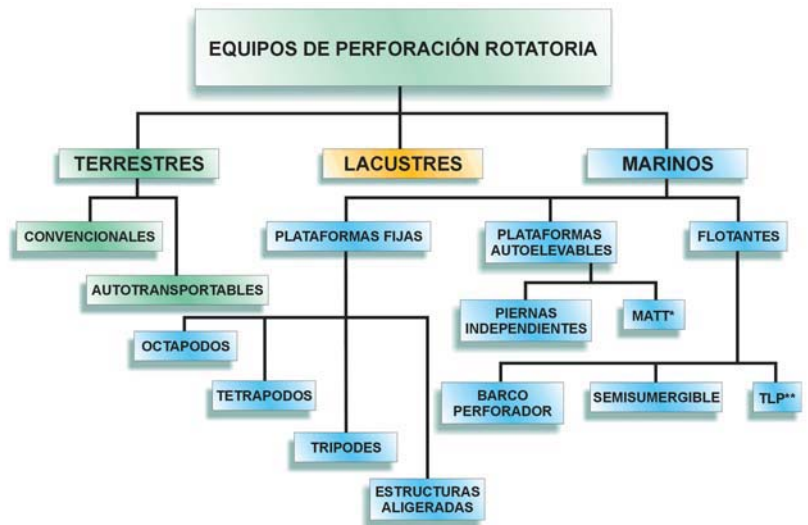 EQUIPOS DE PERFORACIÓN ROTATORIA
TERRESTRES
LACUSTRES
MARINOS
CONVENCIONALES
PLATAFORMAS FIJAS
PLATAFORMAS
AUTOELEVABLES
FLOTANTES
AUTOTRANSPORTABLES
PIERNAS
INDEPENDIENTES
MATT*
OCTAPODOS
TETRAPODOS
BARCO
PERFORADOR
SEMISUMERGIBLE
TLP**
TRIPODES
ESTRUCTURAS
ALIGERADAS